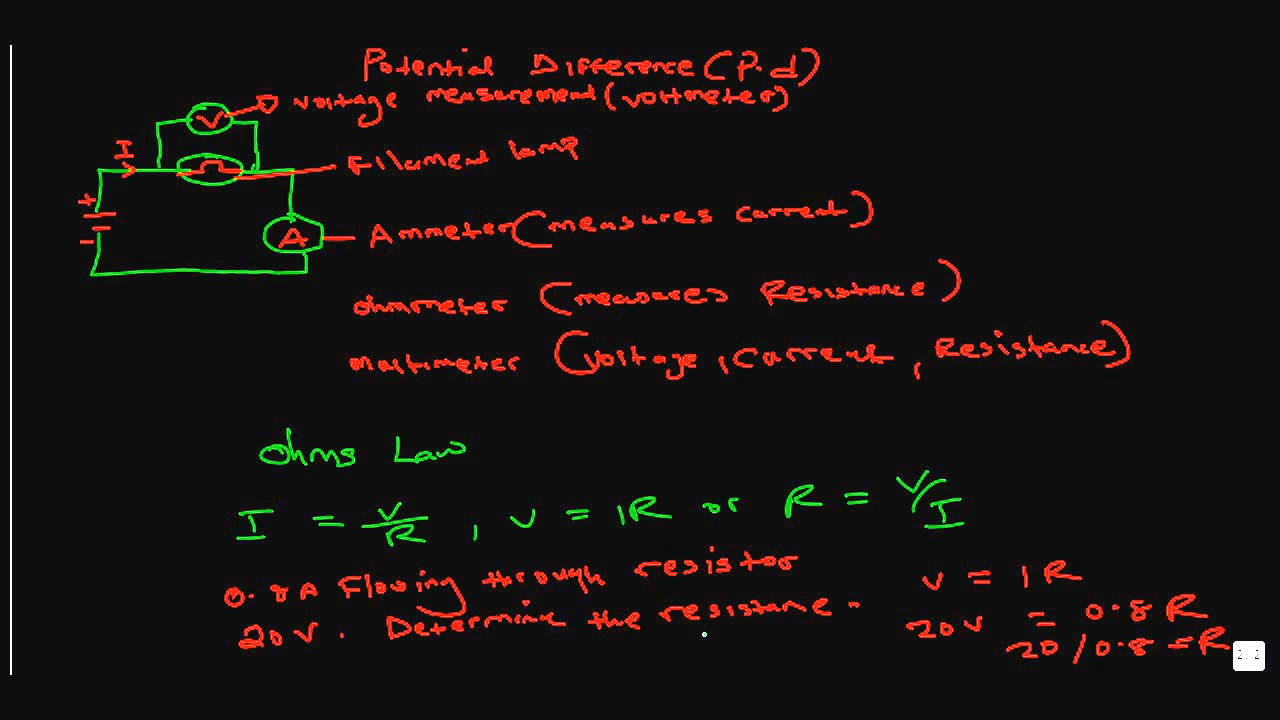 Potential Difference (P.d)
voltage measurement (voltmeter)
V
I
Filament lamp
+
-
A
Ammeter (measures current)
ohmmeter (measures Resistance)
multimeter (voltage, current, Resistance)
ohms Law
I = V/R, V = IR or R = V/I
0.8A Flowing through resistor
20V. Determine the resistane.
V = IR
20V = 0.8R
20/0.8 = R